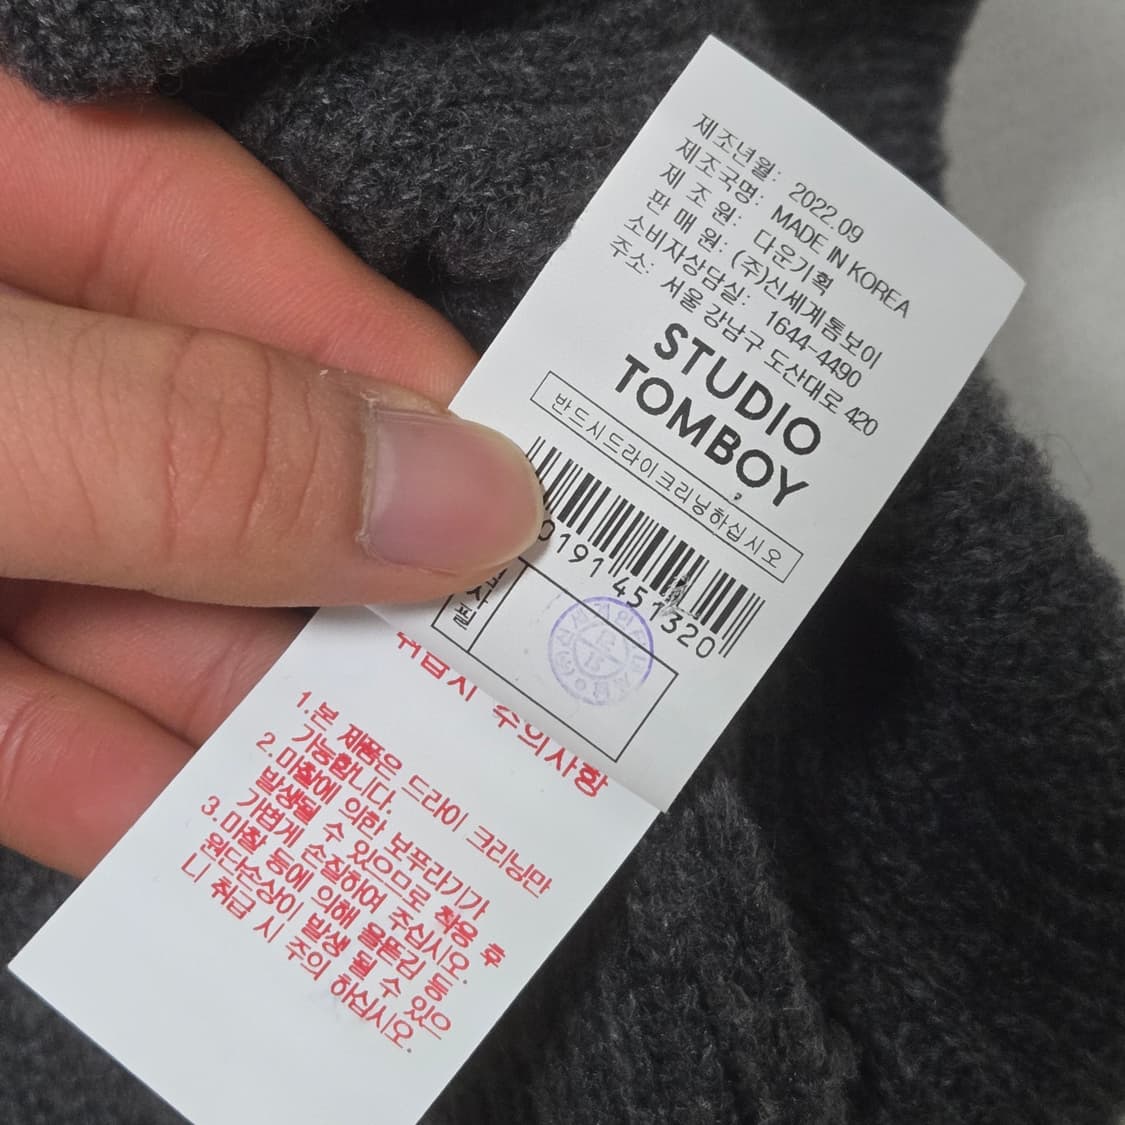 제조년월: 2022.09
제조국명: MADE IN KOREA
제 조 원: 다운기획
판 매 원: (주)신세계톰보이
소비자상담실: 1644-4490
주소: 서울 강남구 도산대로 420
STUDIO
TOMBOY
반드시드라이크리닝하십시오
0191451320
사필
취급시 주의사항
1.본 제품은 드라이 크리닝만
가능합니다.
2.마찰에 의한 보푸라기가
발생될 수 있으므로 착용 후
가볍게 손질하여 주십시오.
3.마찰 등에 의해 올뜯김 등
원단손상이 발생 될 수 있으
니 취급 시 주의 하십시오.